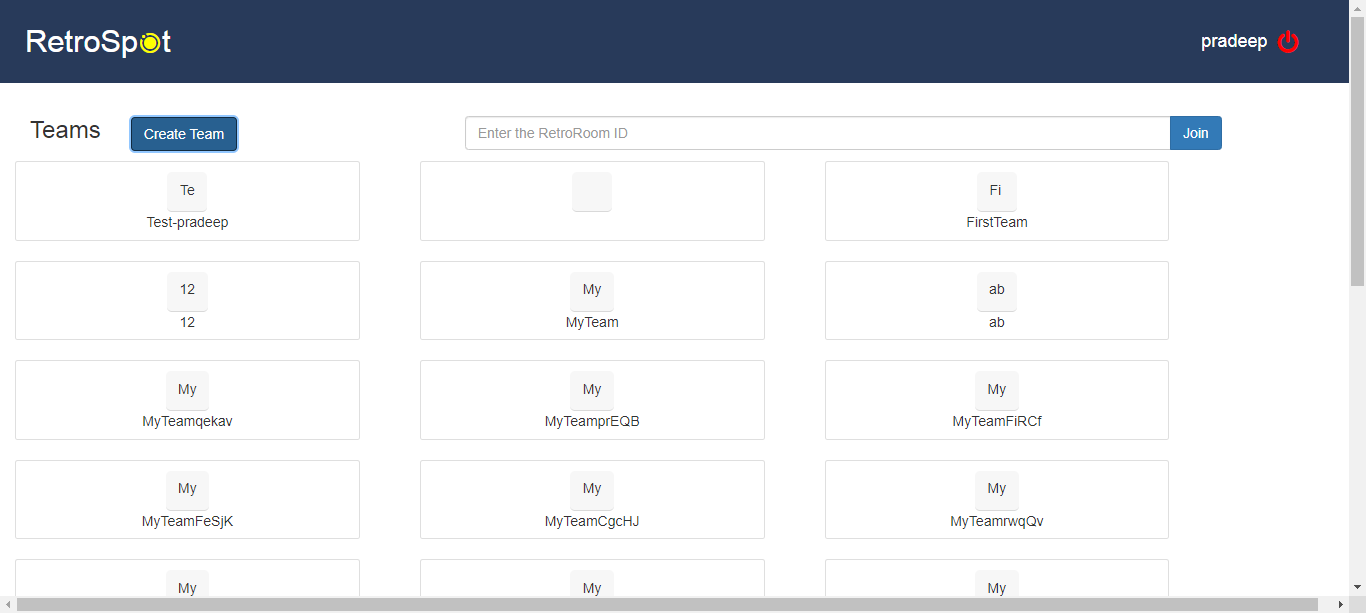 RetroSpot
pradeep
Teams
Create Team
Enter the RetroRoom ID
Join
Te
Test-pradeep
Fi
FirstTeam
12
12
My
MyTeam
ab
ab
My
MyTeamqekav
My
MyTeamprEQB
My
MyTeamFiRCf
My
MyTeamFeSjK
My
MyTeamCgcHJ
My
MyTeamrwqQv
My
My
My